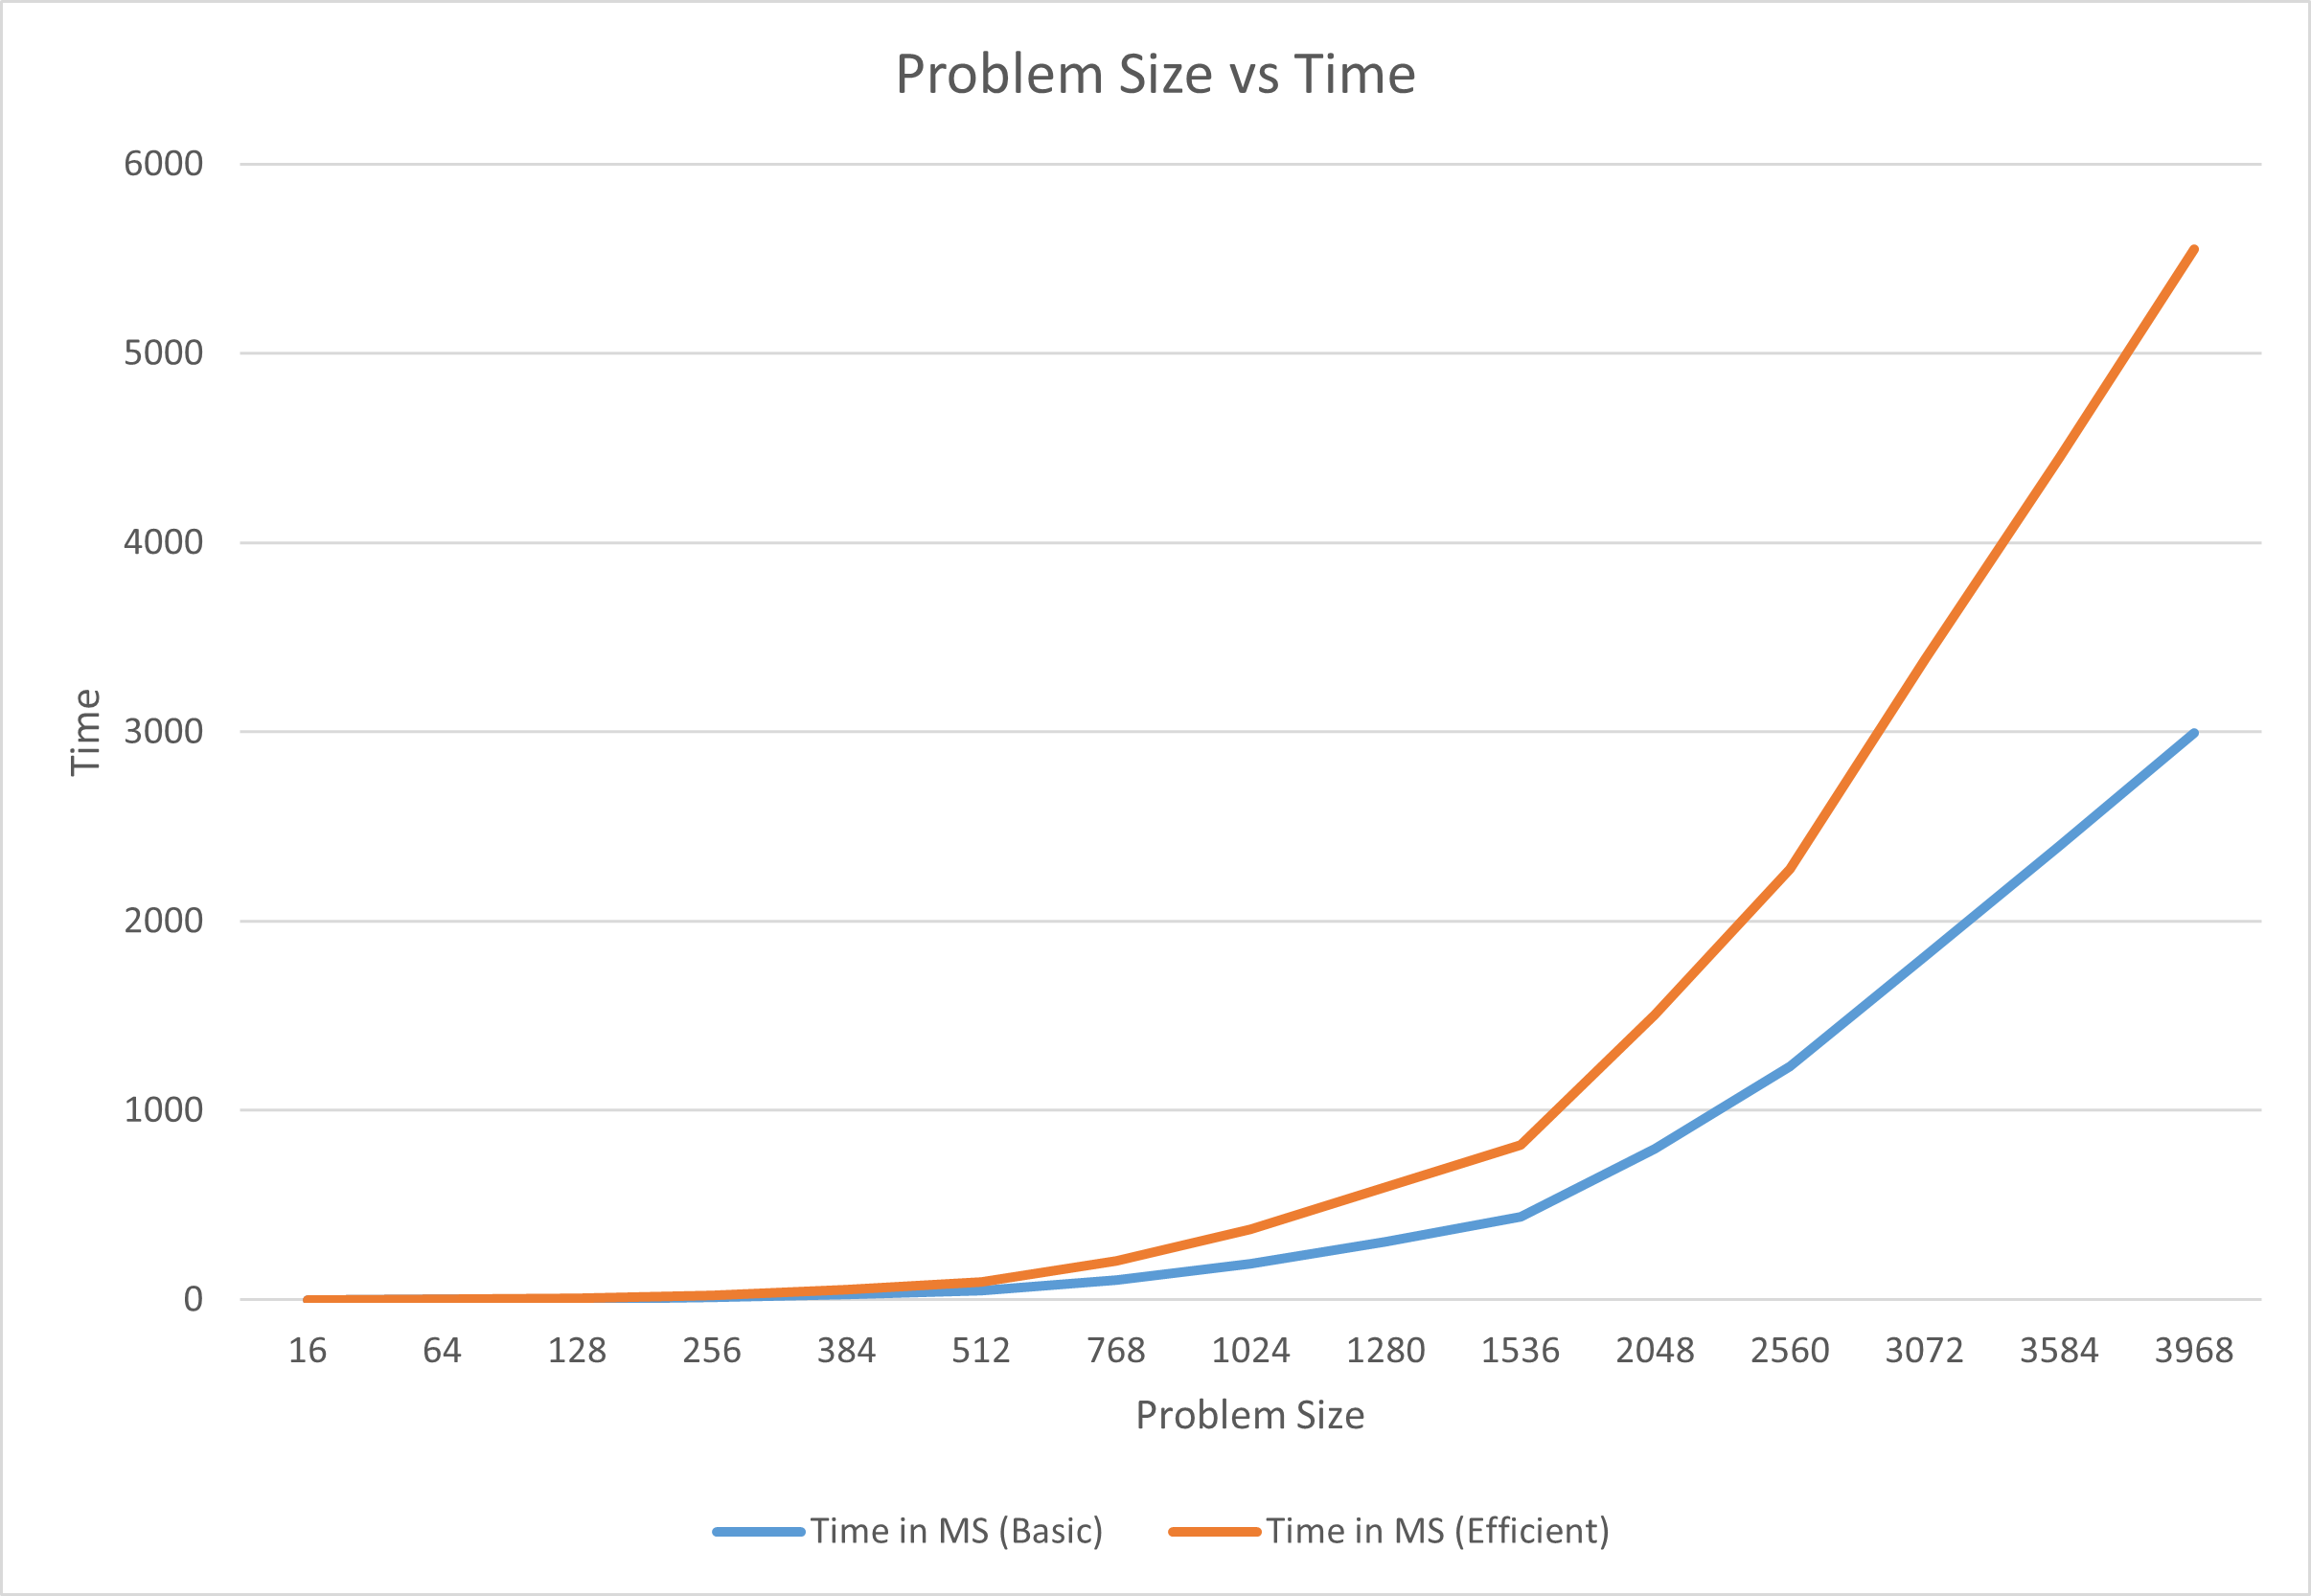 Problem Size vs Time
6000
5000
4000
3000
2000
1000
0
Time
16 64 128 256 384 512 768 1024 1280 1536 2048 2560 3072 3584 3968
Problem Size
Time in MS (Basic) Time in MS (Efficient)